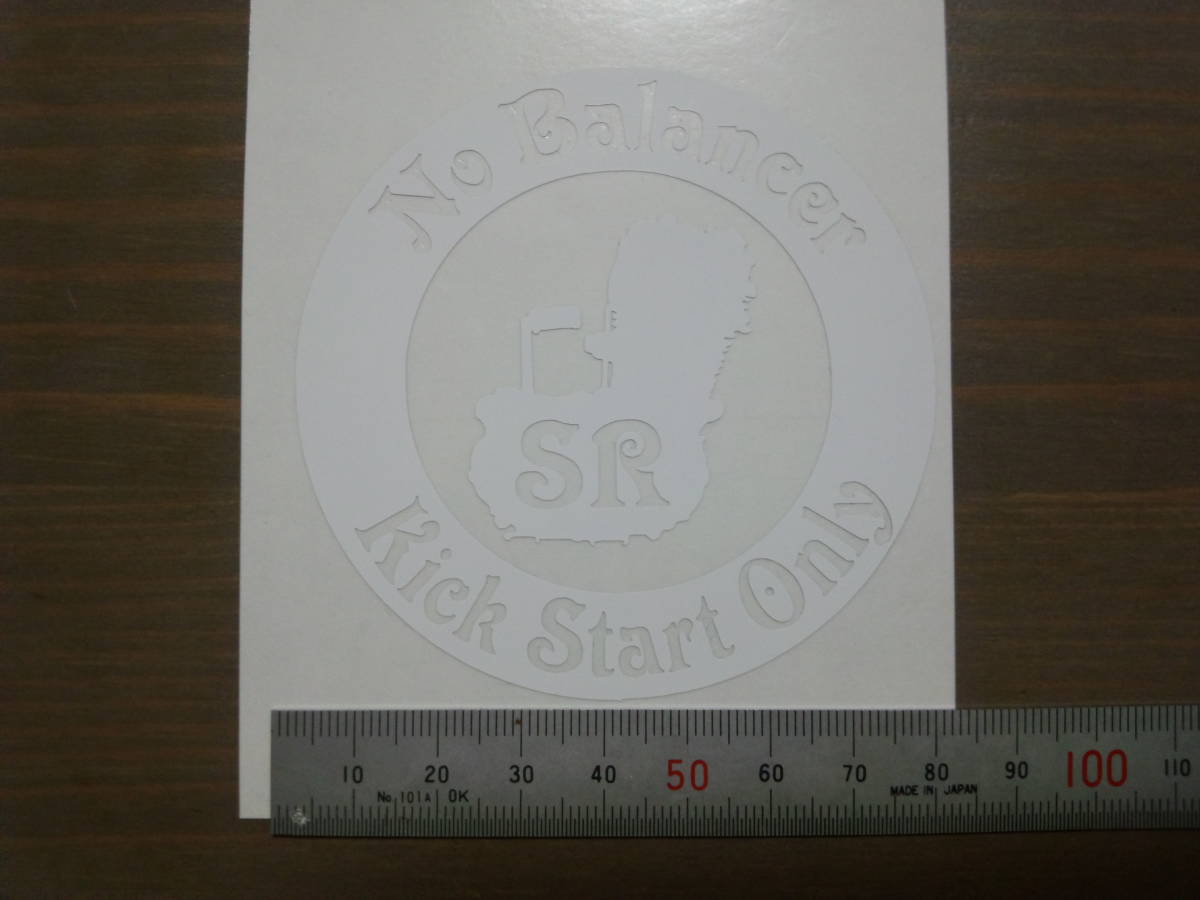 No Balancer
SR
Kick Start Only
10 20 30 40 50 60 70 80 90 100 110
No. 101A OK MADE IN JAPAN